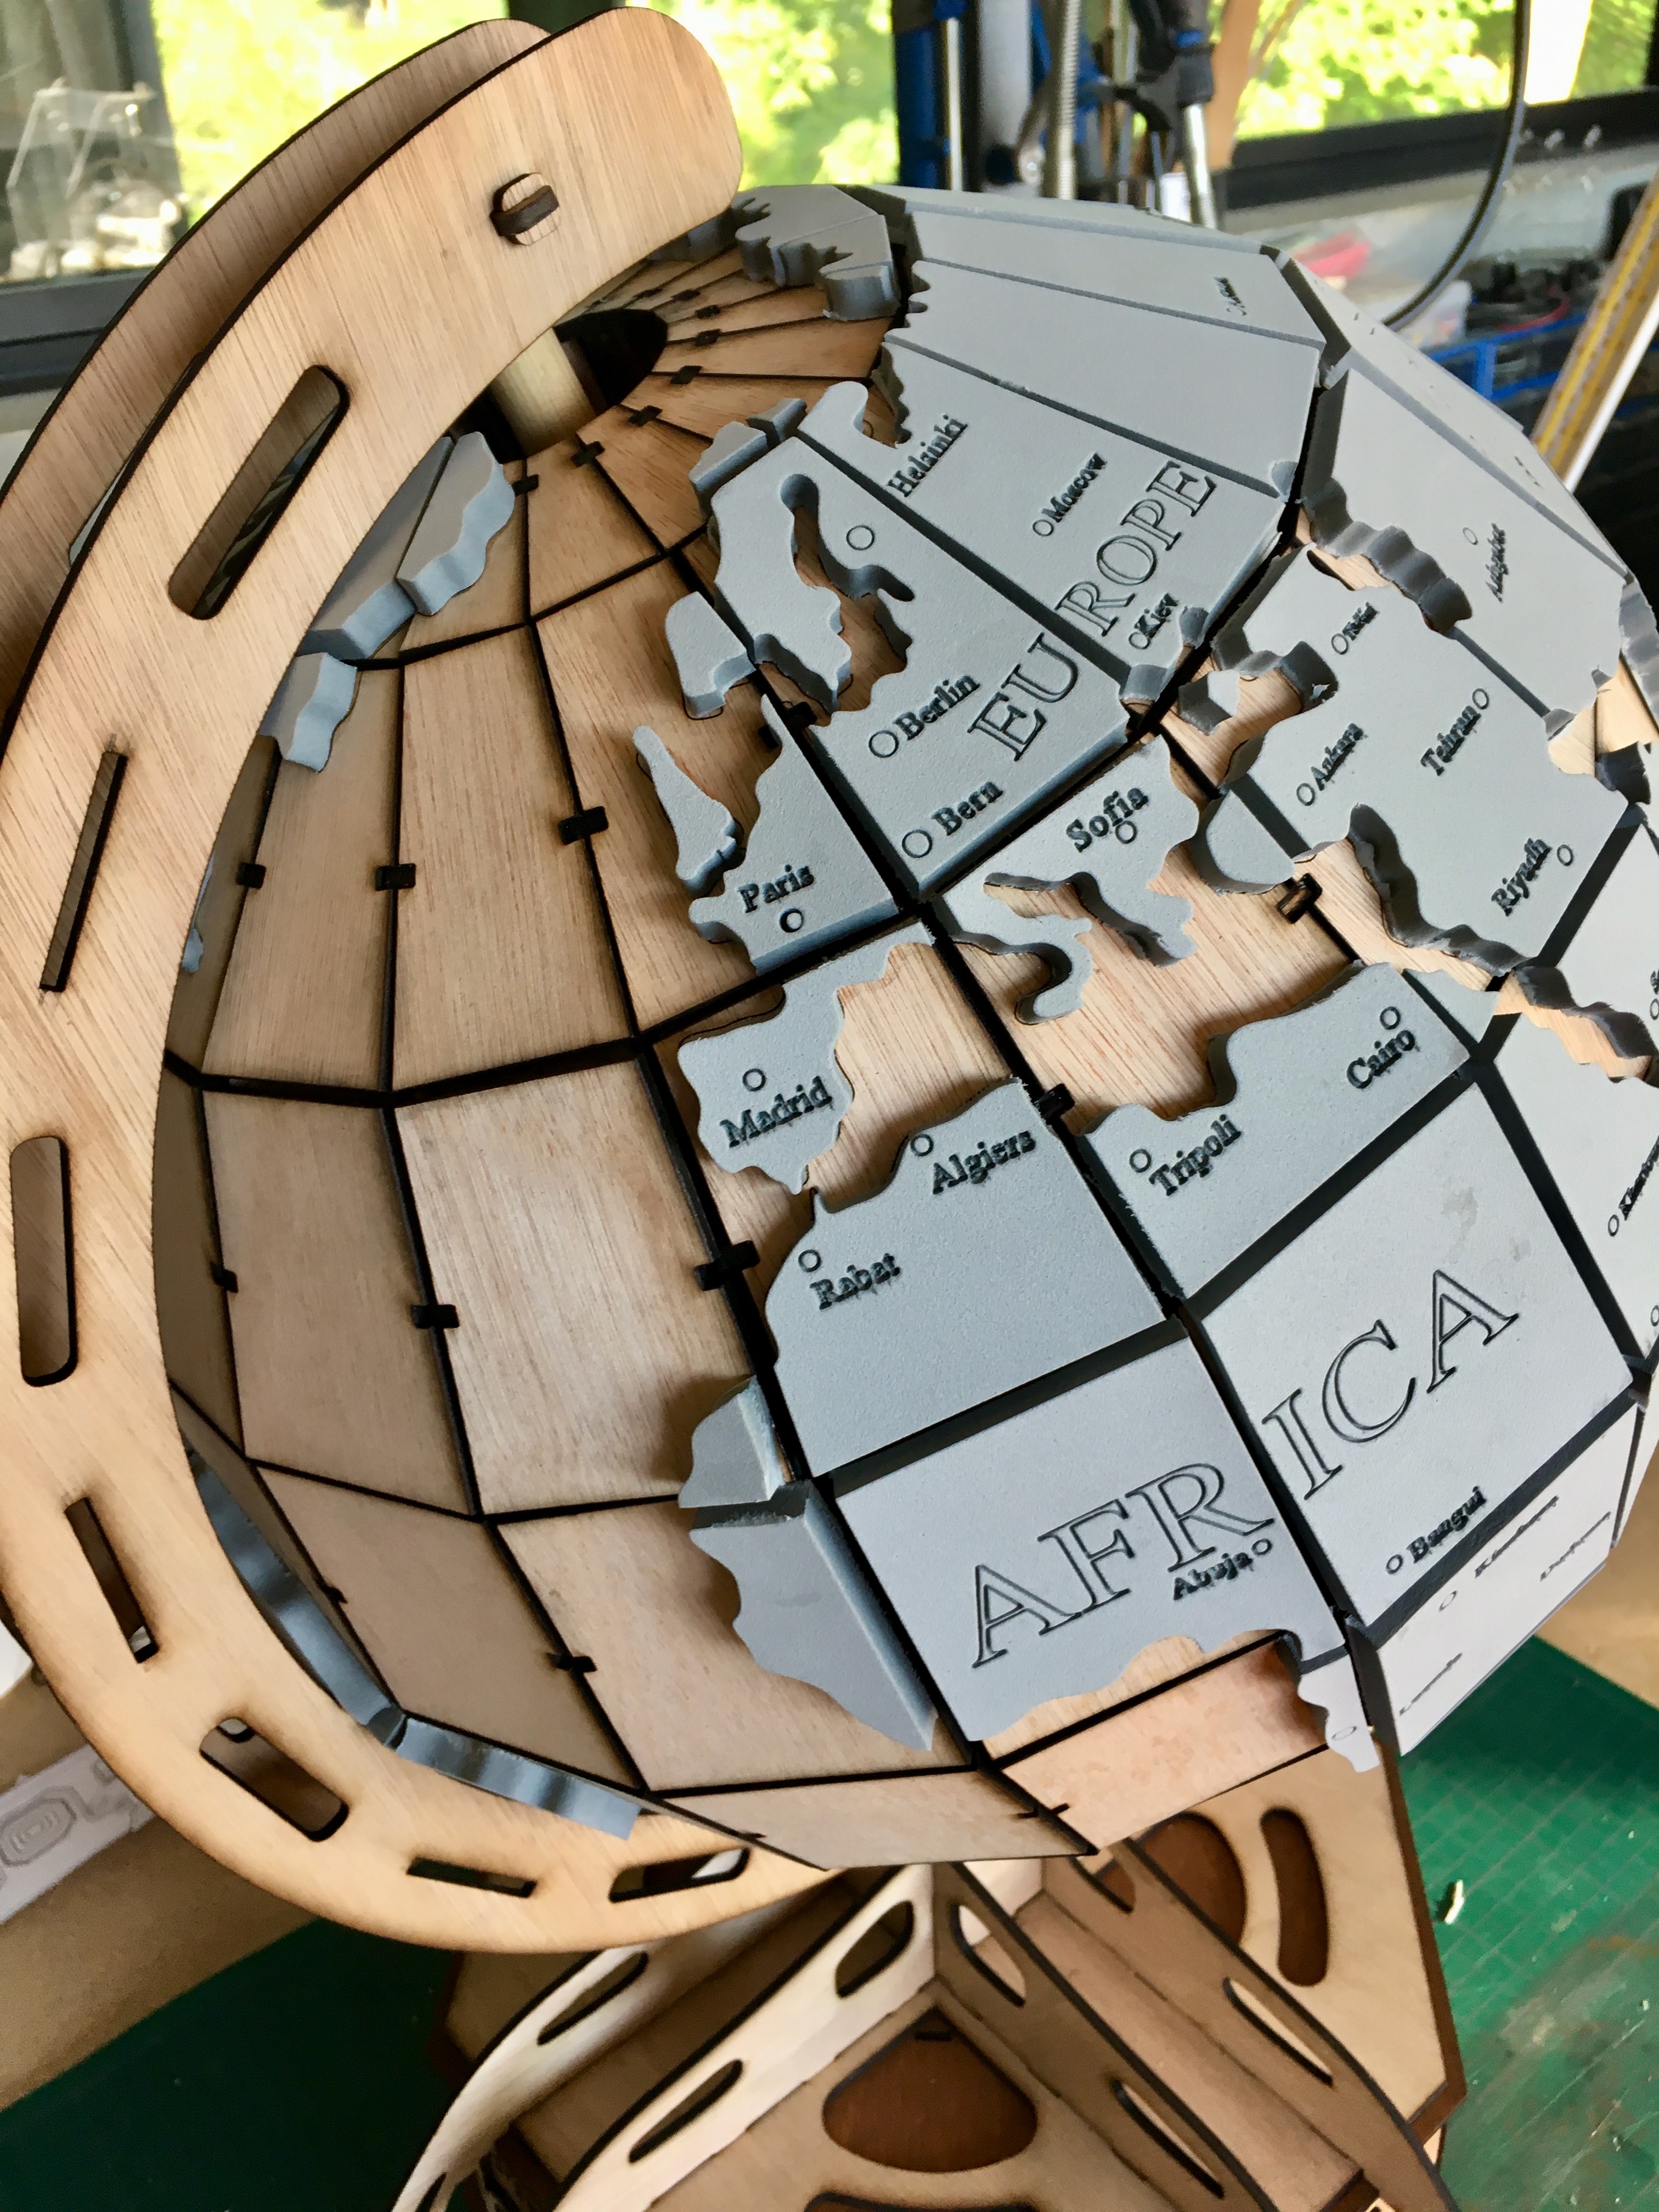 Helsinki
Moscow
EUROPE
Kiev
Berlin
Bern
Paris
Sofia
Ankara
Tehran
Riyadh
Madrid
Algiers
Rabat
Tripoli
Cairo
AFRICA
Abuja
Bangui